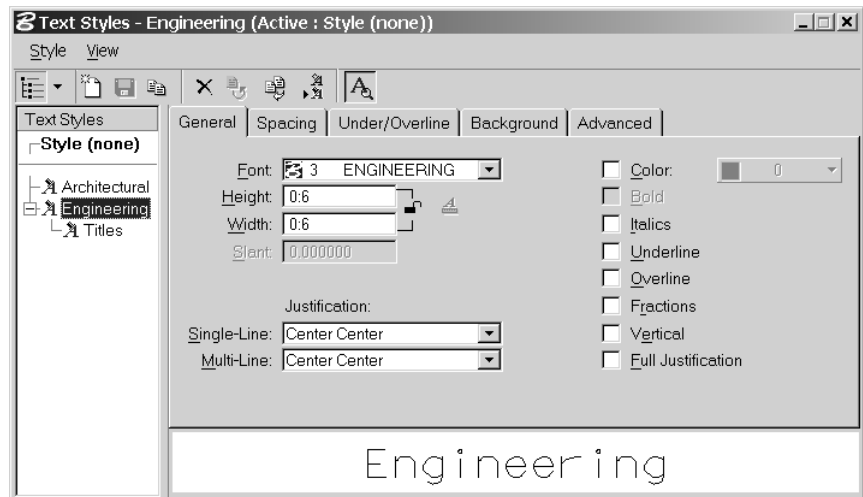 Text Styles - Engineering (Active : Style (none))
Style View
Text Styles
Style (none)
Architectural
Engineering
Titles
General Spacing Under/Overline Background Advanced
Font: 3 ENGINEERING
Height: 0:6
Width: 0:6
Slant: 0.000000
Justification:
Single-Line: Center Center
Multi-Line: Center Center
Color: 0
Bold
Italics
Underline
Overline
Fractions
Vertical
Full Justification
Engineering